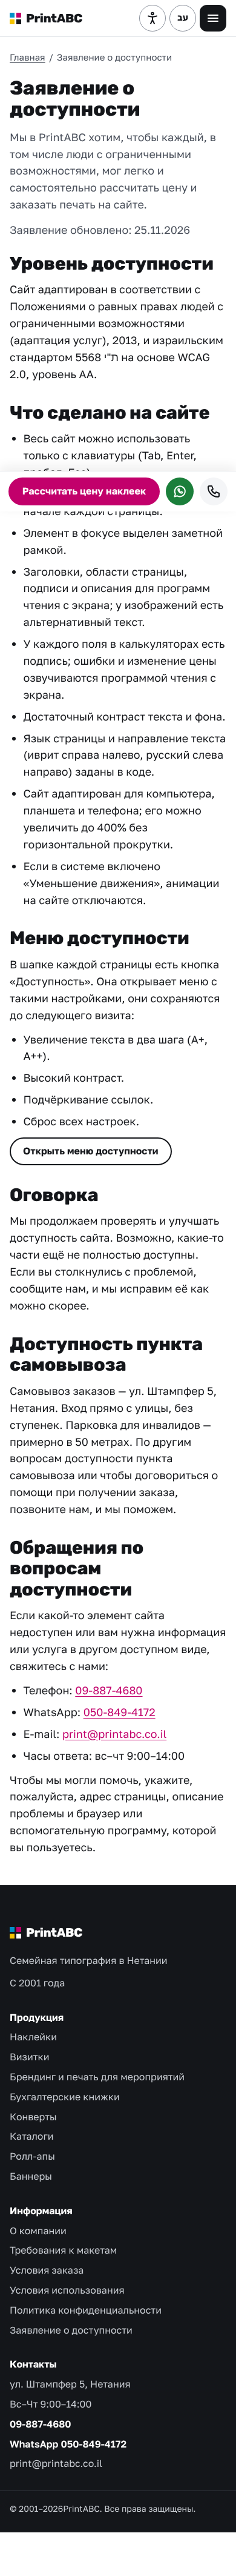 PrintABC
עב
Главная / Заявление о доступности
Заявление о
доступности
Мы в PrintABC хотим, чтобы каждый, в
том числе люди с ограниченными
возможностями, мог легко и
самостоятельно рассчитать цену и
заказать печать на сайте.
Заявление обновлено: 25.11.2026
Уровень доступности
Сайт адаптирован в соответствии с
Положениями о равных правах людей с
ограниченными возможностями
(адаптация услуг), 2013, и израильским
стандартом 5568 ת"י на основе WCAG
2.0, уровень AA.
Что сделано на сайте
• Весь сайт можно использовать
только с клавиатуры (Tab, Enter,
Рассчитать цену наклеек
начале каждой страницы.
• Элемент в фокусе выделен заметной
рамкой.
• Заголовки, области страницы,
подписи и описания для программ
чтения с экрана; у изображений есть
альтернативный текст.
• У каждого поля в калькуляторах есть
подпись; ошибки и изменение цены
озвучиваются программой чтения с
экрана.
• Достаточный контраст текста и фона.
• Язык страницы и направление текста
(иврит справа налево, русский слева
направо) заданы в коде.
• Сайт адаптирован для компьютера,
планшета и телефона; его можно
увеличить до 400% без
горизонтальной прокрутки.
• Если в системе включено
«Уменьшение движения», анимации
на сайте отключаются.
Меню доступности
В шапке каждой страницы есть кнопка
«Доступность». Она открывает меню с
такими настройками, они сохраняются
до следующего визита:
• Увеличение текста в два шага (A+,
A++).
• Высокий контраст.
• Подчёркивание ссылок.
• Сброс всех настроек.
Открыть меню доступности
Оговорка
Мы продолжаем проверять и улучшать
доступность сайта. Возможно, какие-то
части ещё не полностью доступны.
Если вы столкнулись с проблемой,
сообщите нам, и мы исправим её как
можно скорее.
Доступность пункта
самовывоза
Самовывоз заказов — ул. Штампфер 5,
Нетания. Вход прямо с улицы, без
ступенек. Парковка для инвалидов —
примерно в 50 метрах. По другим
вопросам доступности пункта
самовывоза или чтобы договориться о
помощи при получении заказа,
позвоните нам, и мы поможем.
Обращения по
вопросам
доступности
Если какой-то элемент сайта
недоступен или вам нужна информация
или услуга в другом доступном виде,
свяжитесь с нами:
• Телефон: 09-887-4680
• WhatsApp: 050-849-4172
• E-mail: print@printabc.co.il
• Часы ответа: вс–чт 9:00–14:00
Чтобы мы могли помочь, укажите,
пожалуйста, адрес страницы, описание
проблемы и браузер или
вспомогательную программу, которой
вы пользуетесь.
PrintABC
Семейная типография в Нетании
С 2001 года
Продукция
Наклейки
Визитки
Брендинг и печать для мероприятий
Бухгалтерские книжки
Конверты
Каталоги
Ролл-апы
Баннеры
Информация
О компании
Требования к макетам
Условия заказа
Условия использования
Политика конфиденциальности
Заявление о доступности
Контакты
ул. Штампфер 5, Нетания
Вс–Чт 9:00–14:00
09-887-4680
WhatsApp 050-849-4172
print@printabc.co.il
© 2001–2026PrintABC. Все права защищены.